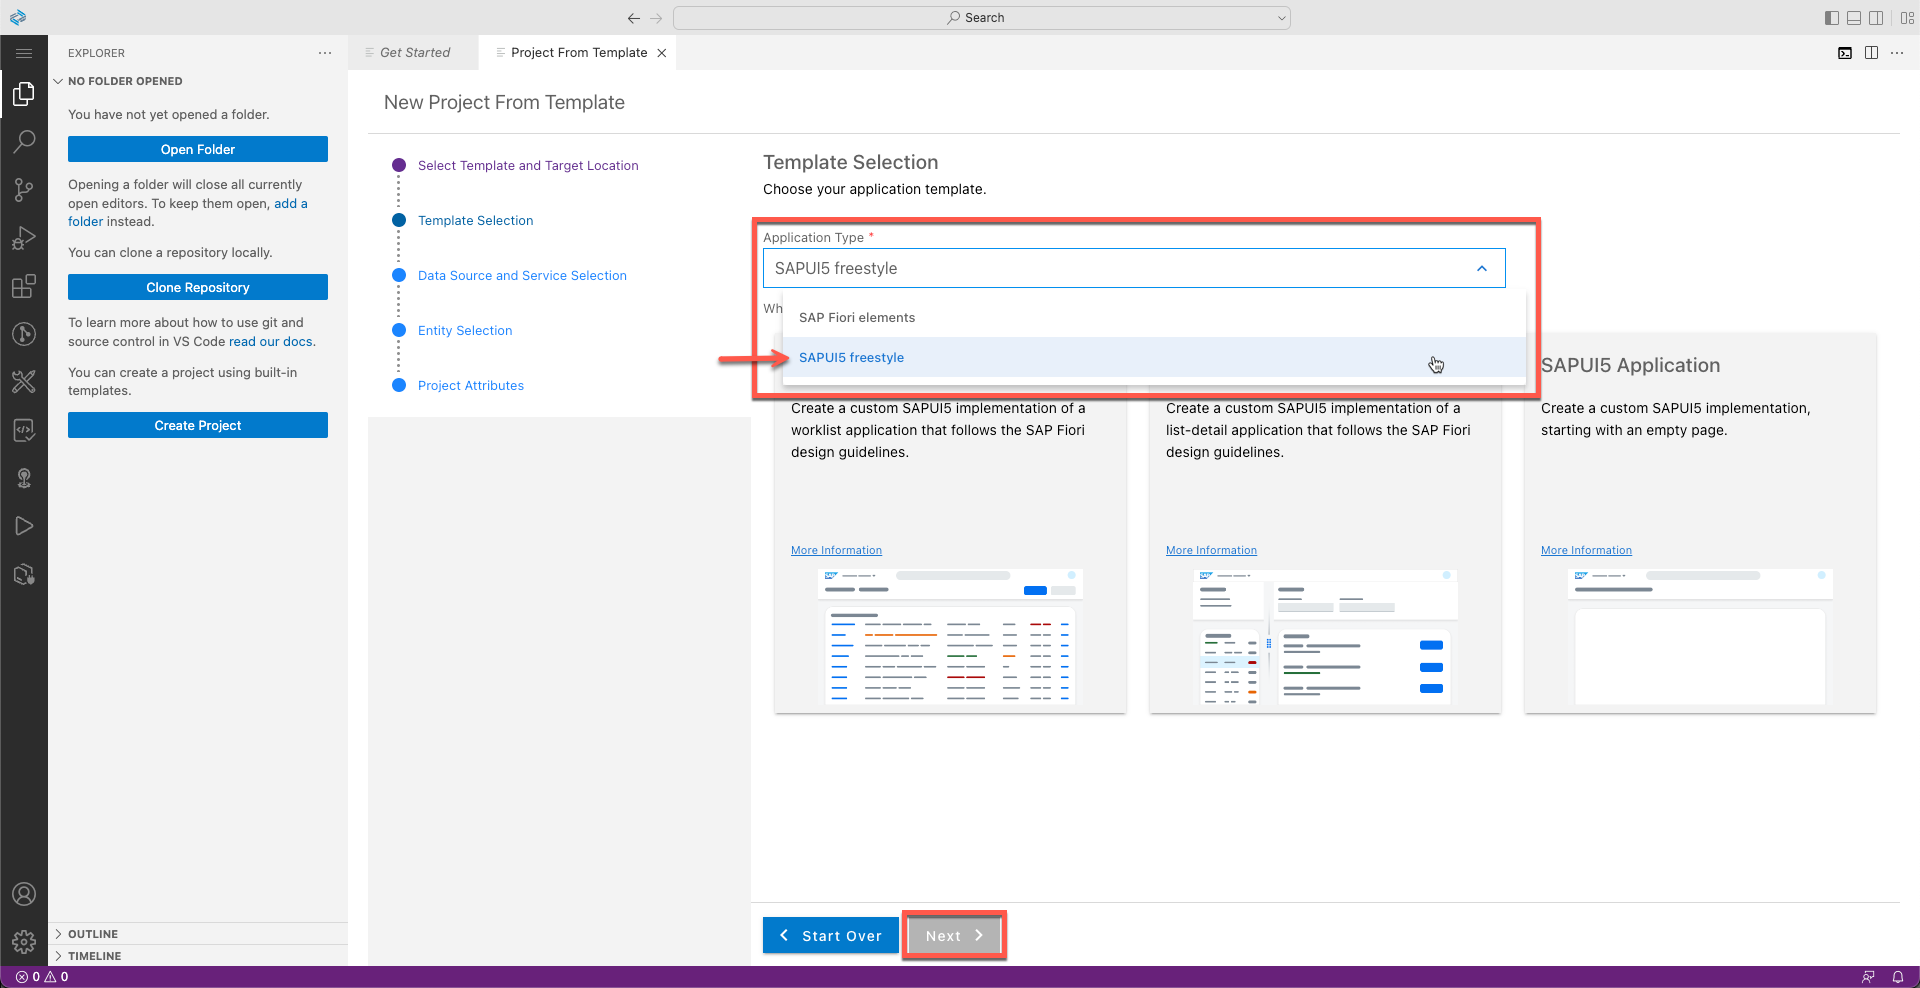 Search
EXPLORER
NO FOLDER OPENED
You have not yet opened a folder.
Open Folder
Opening a folder will close all currently
open editors. To keep them open, add a
folder instead.
You can clone a repository locally.
Clone Repository
To learn more about how to use git and
source control in VS Code read our docs.
You can create a project using built-in
templates.
Create Project
OUTLINE
TIMELINE
Get Started
Project From Template
New Project From Template
Select Template and Target Location
Template Selection
Data Source and Service Selection
Entity Selection
Project Attributes
Template Selection
Choose your application template.
Application Type *
SAPUI5 freestyle
Wh
SAP Fiori elements
SAPUI5 freestyle
Create a custom SAPUI5 implementation of a
worklist application that follows the SAP Fiori
design guidelines.
More Information
SAP
Create a custom SAPUI5 implementation of a
list-detail application that follows the SAP Fiori
design guidelines.
More Information
SAP
SAPUI5 Application
Create a custom SAPUI5 implementation,
starting with an empty page.
More Information
SAP
Start Over
Next
0 0